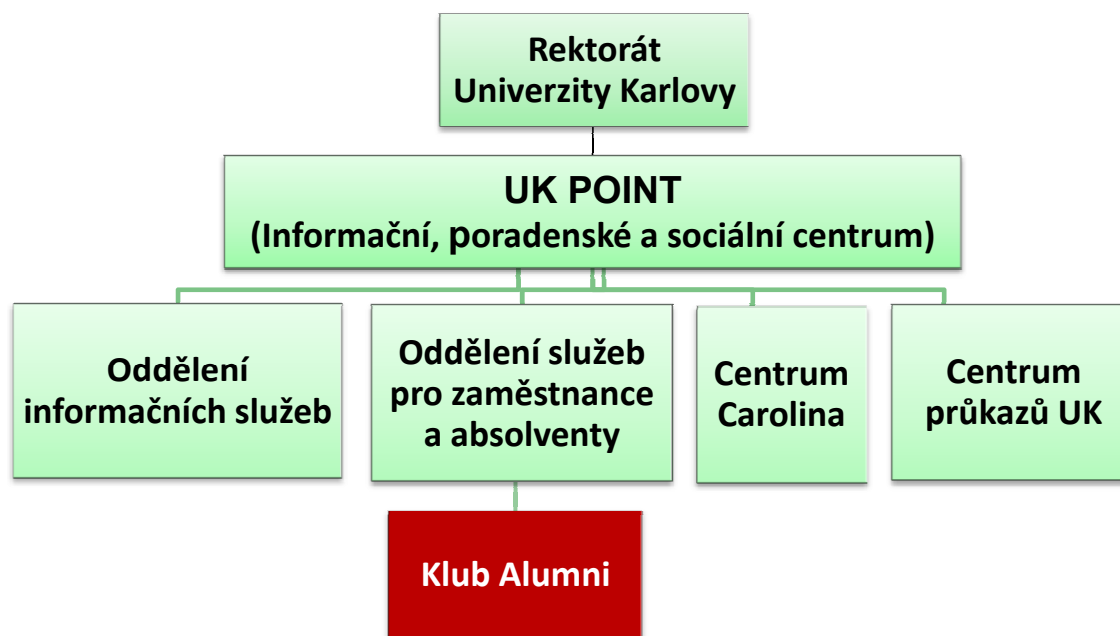 Rektorát
Univerzity Karlovy
UK POINT
(Informační, poradenské a sociální centrum)
Oddělení
informačních služeb
Oddělení služeb
pro zaměstnance
a absolventy
Centrum
Carolina
Centrum
průkazů UK
Klub Alumni